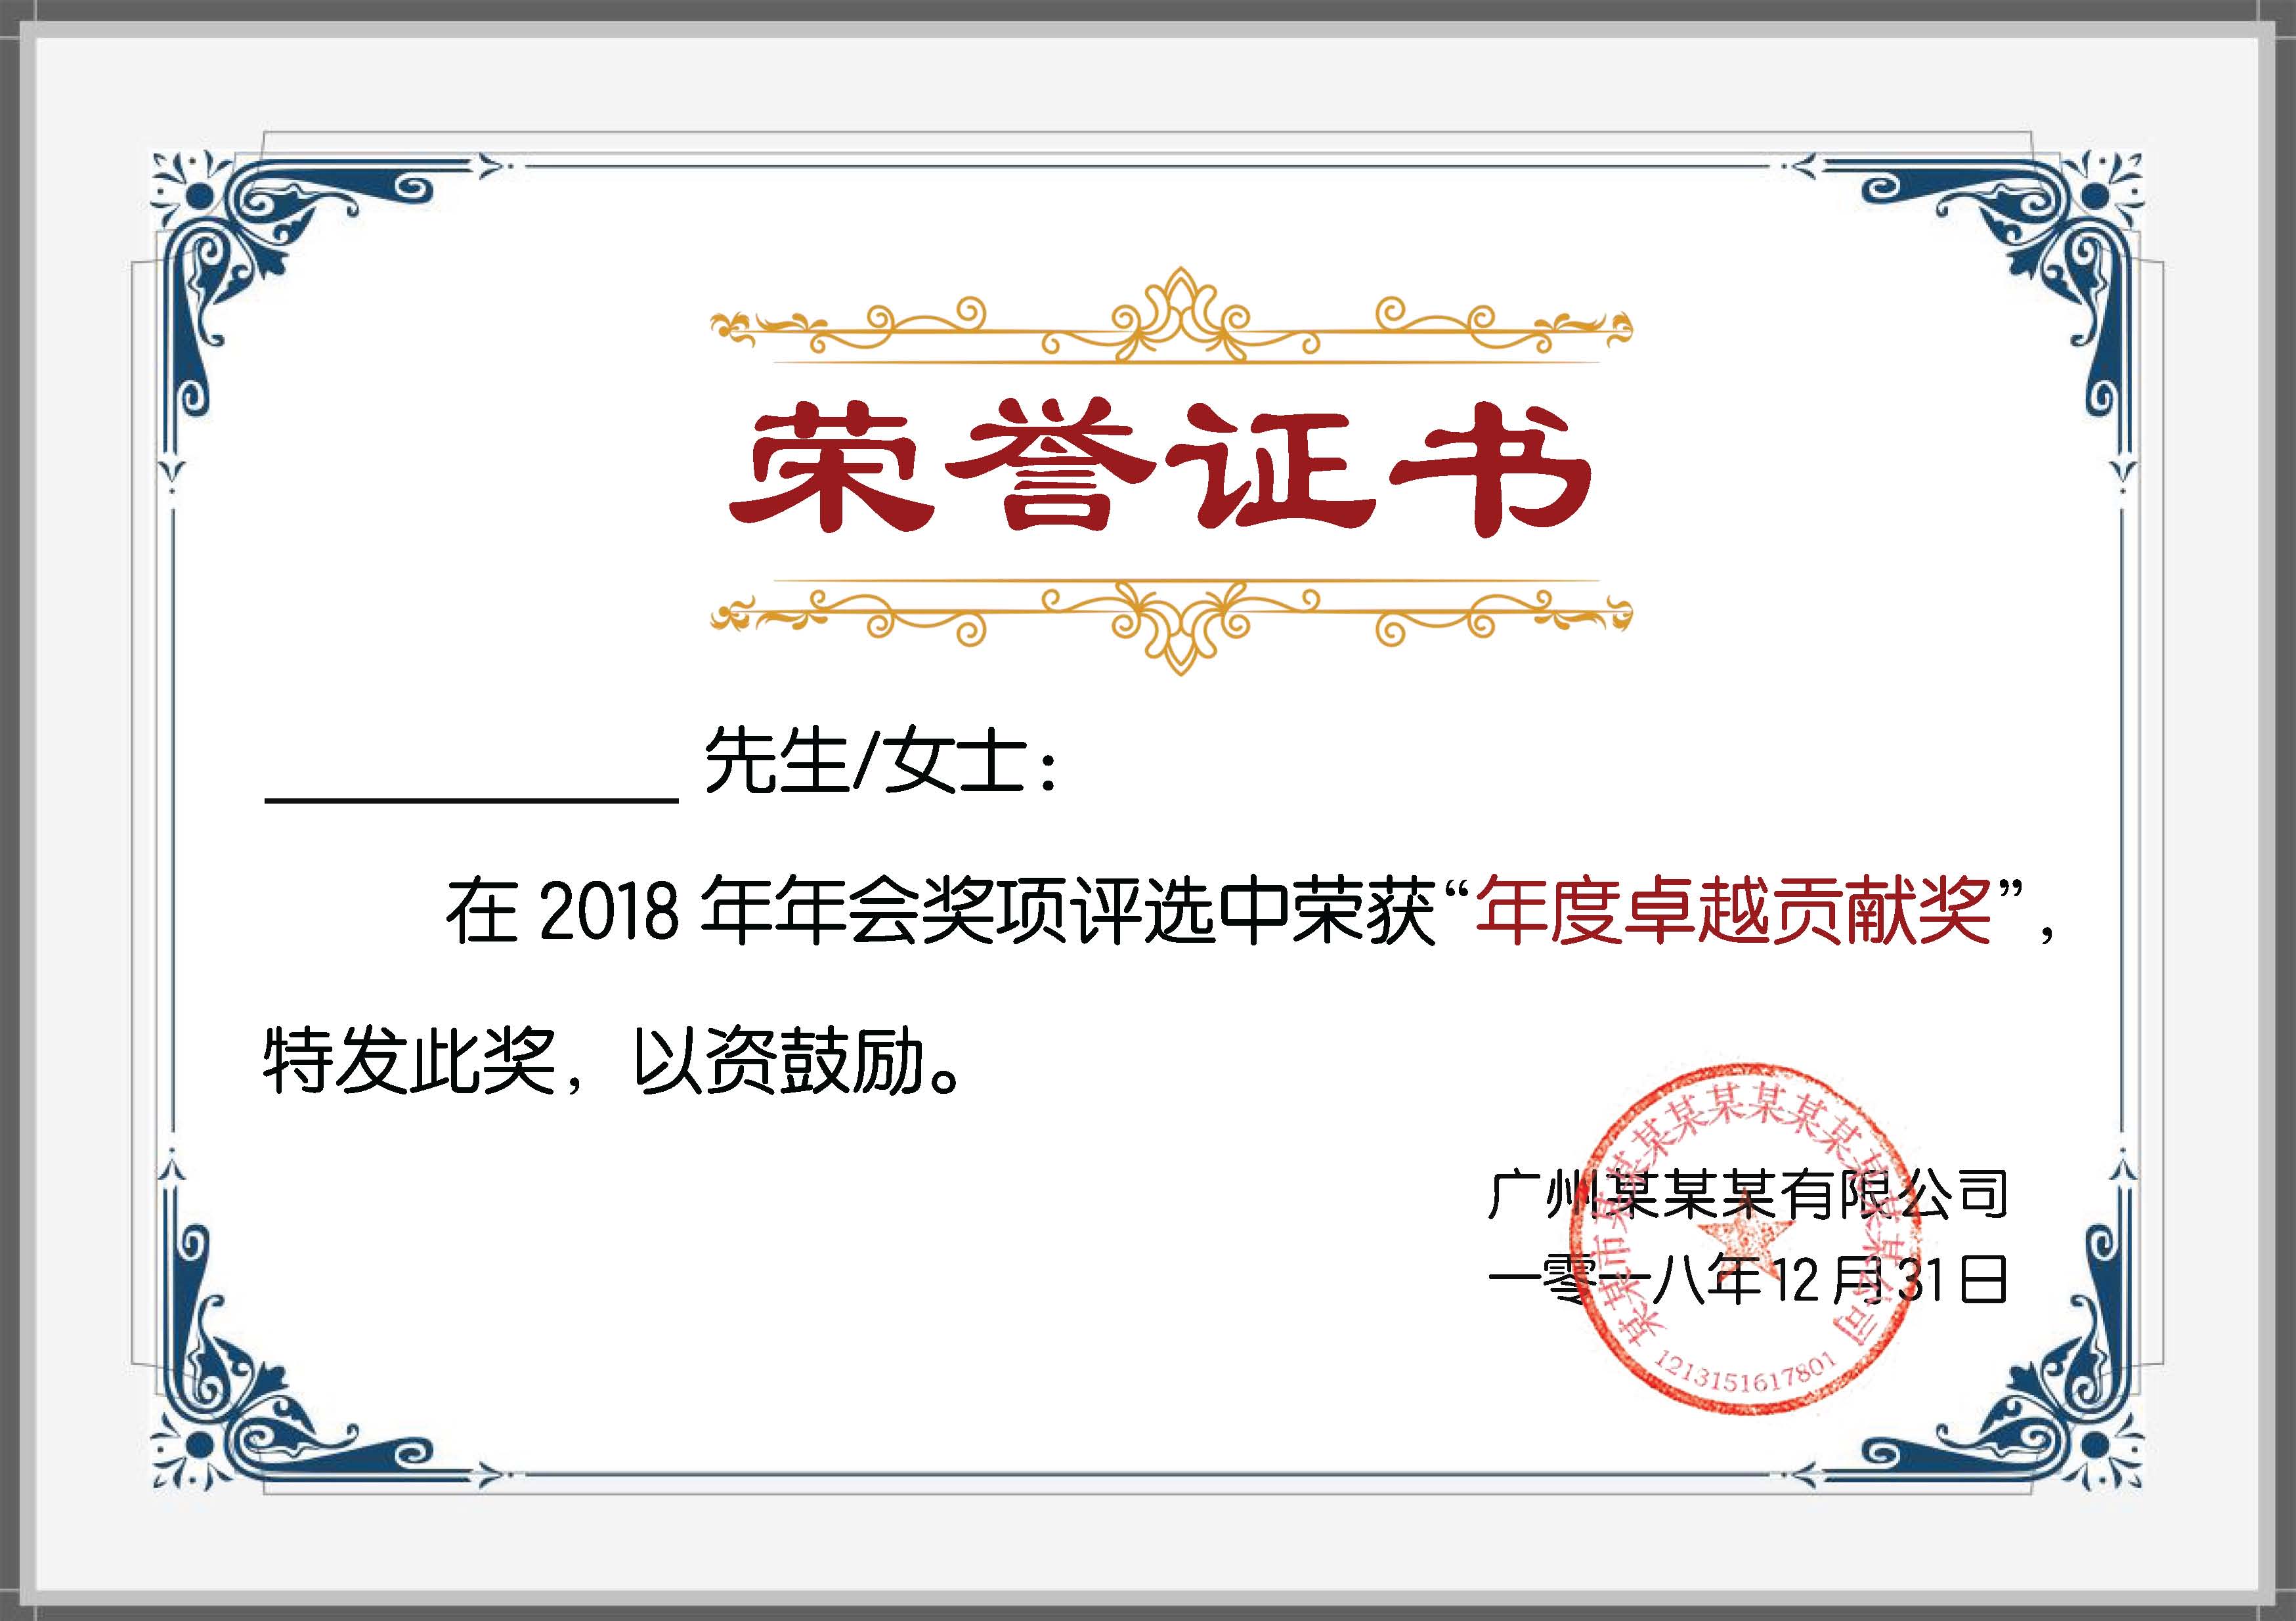 荣誉证书
__________ 先生/女士：
在 2018 年年会奖项评选中荣获“年度卓越贡献奖”，
特发此奖，以资鼓励。
广州某某某有限公司
一零一八年12月31日
某某市某某某某某某某某某某某公司
1213151617801